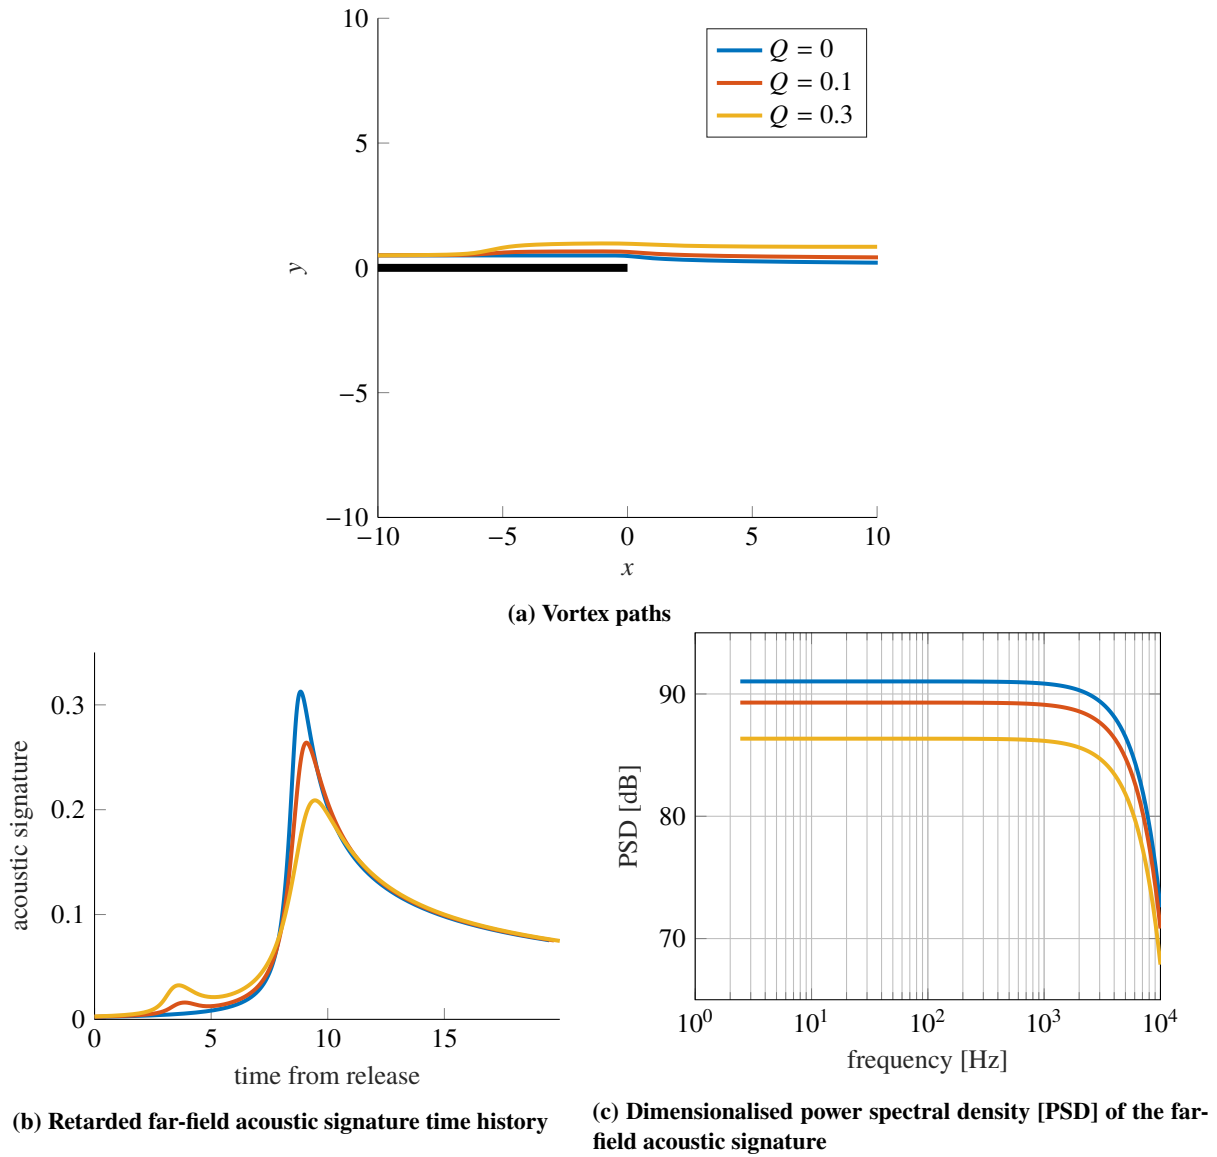 10
5
0
−5
−10
y
−10
−5
0
5
10
x
Q = 0
Q = 0.1
Q = 0.3
(a) Vortex paths
0.3
0.2
0.1
0
acoustic signature
0
5
10
15
time from release
(b) Retarded far-field acoustic signature time history
90
80
70
PSD [dB]
10^0
10^1
10^2
10^3
10^4
frequency [Hz]
(c) Dimensionalised power spectral density [PSD] of the far-
field acoustic signature